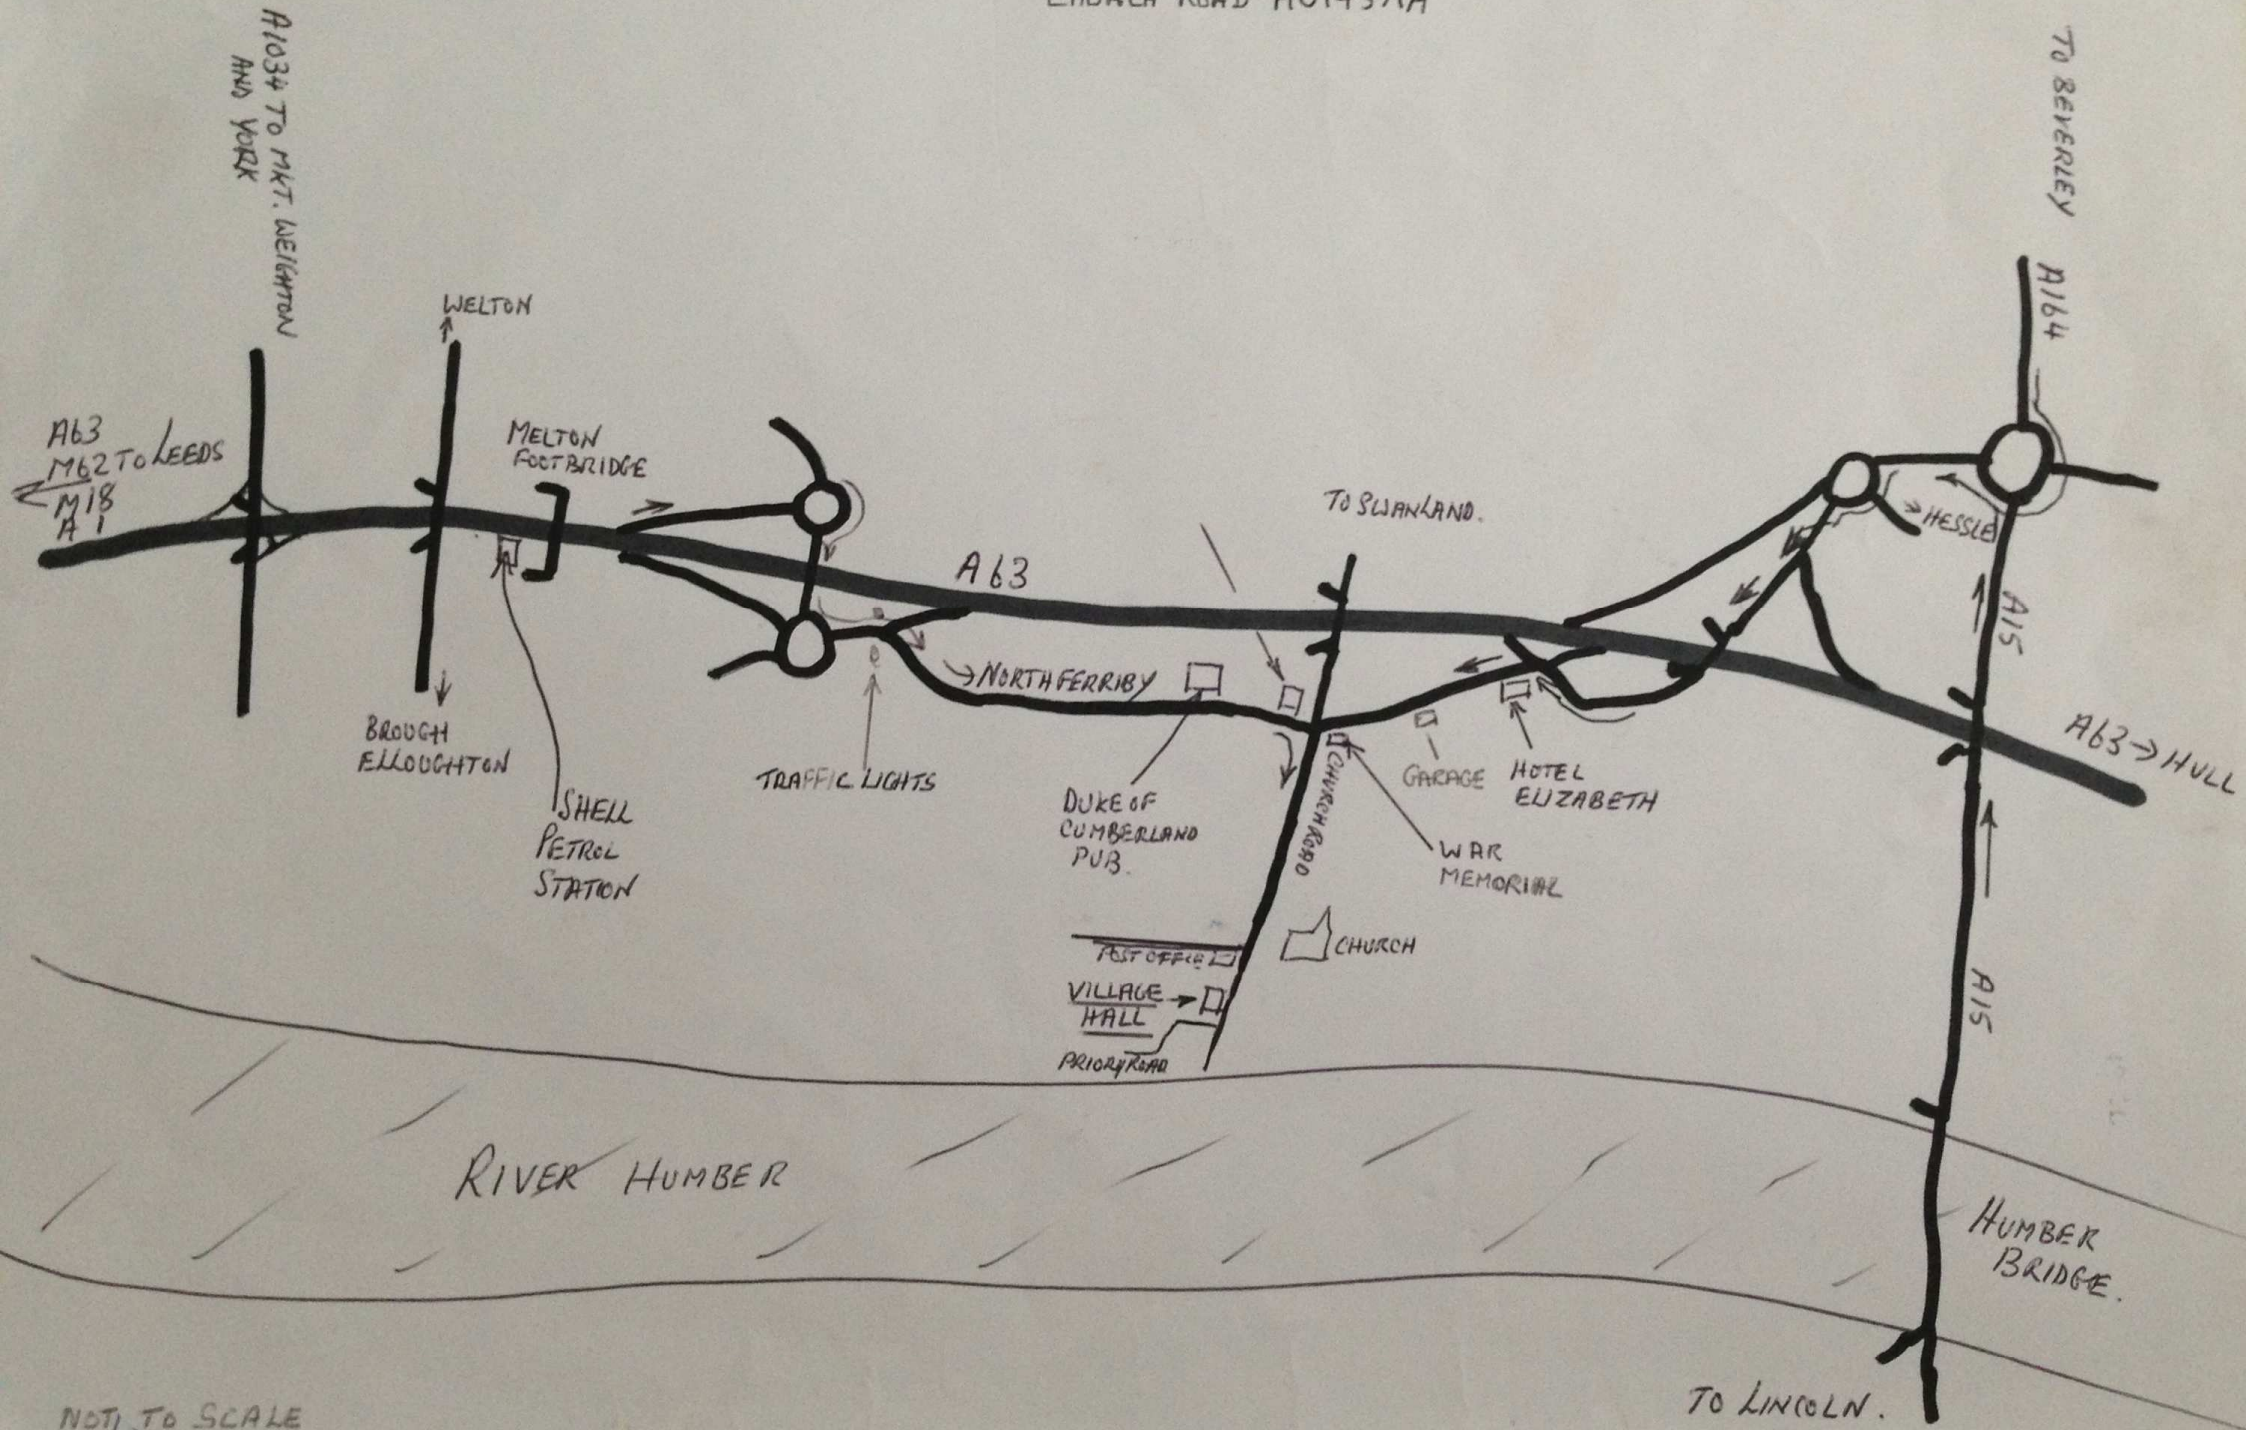 ROAD HU14
A1034 TO MKT. WEIGHTON
AND YORK
TO BEVERLEY
A164
WELTON
A63
M62 TO LEEDS
M18
A1
MELTON
FOOTBRIDGE
A63
TO SWANLAND.
HESSLE
A15
NORTH FERRIBY
A63 → HULL
BROUGH
ELLOUGHTON
SHELL
PETROL
STATION
TRAFFIC LIGHTS
DUKE OF
CUMBERLAND
PUB.
CHURCH ROAD
GARAGE
HOTEL
ELIZABETH
WAR
MEMORIAL
CHURCH
POST OFFICE
VILLAGE
HALL
PRIORY ROAD
A15
RIVER HUMBER
HUMBER
BRIDGE.
TO LINCOLN.
NOT TO SCALE